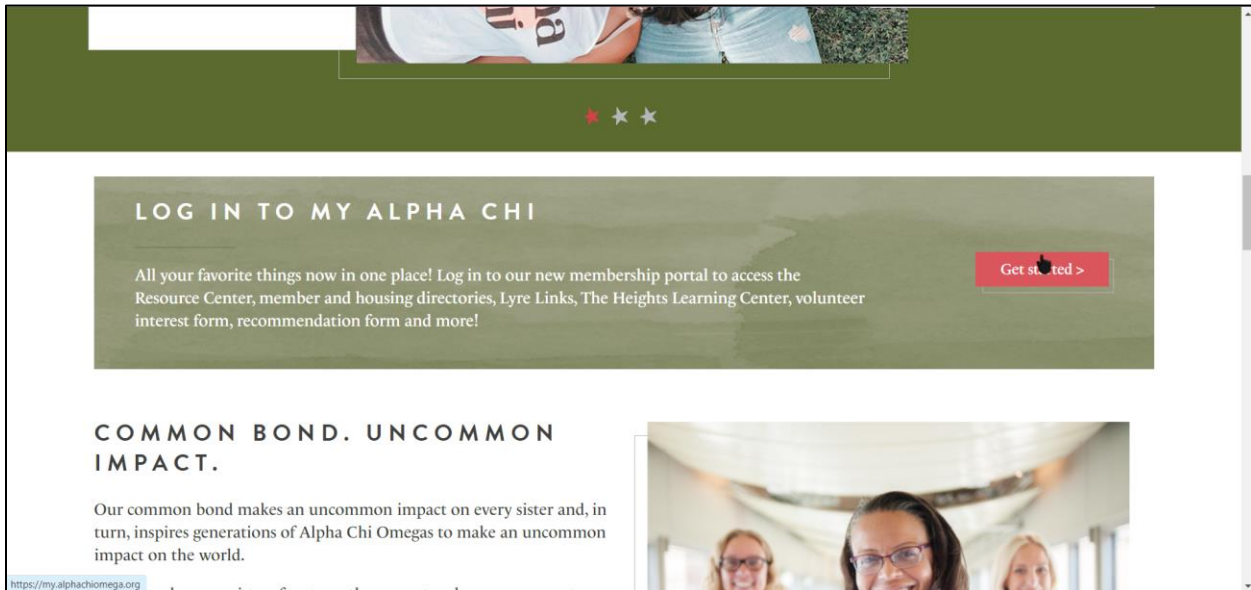 LOG IN TO MY ALPHA CHI
All your favorite things now in one place! Log in to our new membership portal to access the
Resource Center, member and housing directories, Lyre Links, The Heights Learning Center, volunteer
interest form, recommendation form and more!
Get started >
COMMON BOND. UNCOMMON
IMPACT.
Our common bond makes an uncommon impact on every sister and, in
turn, inspires generations of Alpha Chi Omegas to make an uncommon
impact on the world.
https://my.alphachiomega.org